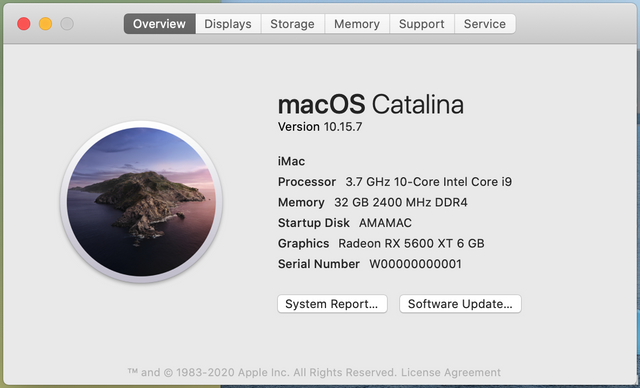 Overview Displays Storage Memory Support Service
macOS Catalina
Version 10.15.7
iMac
Processor 3.7 GHz 10-Core Intel Core i9
Memory 32 GB 2400 MHz DDR4
Startup Disk AMAMAC
Graphics Radeon RX 5600 XT 6 GB
Serial Number W00000000001
System Report... Software Update...
™ and © 1983-2020 Apple Inc. All Rights Reserved. License Agreement